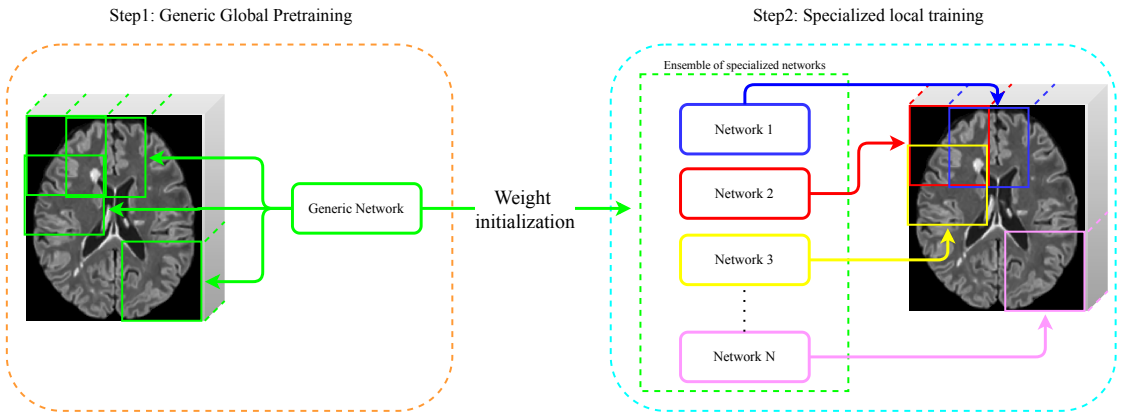 Step1: Generic Global Pretraining
Generic Network
Weight
initialization
Step2: Specialized local training
Ensemble of specialized networks
Network 1
Network 2
Network 3
Network N